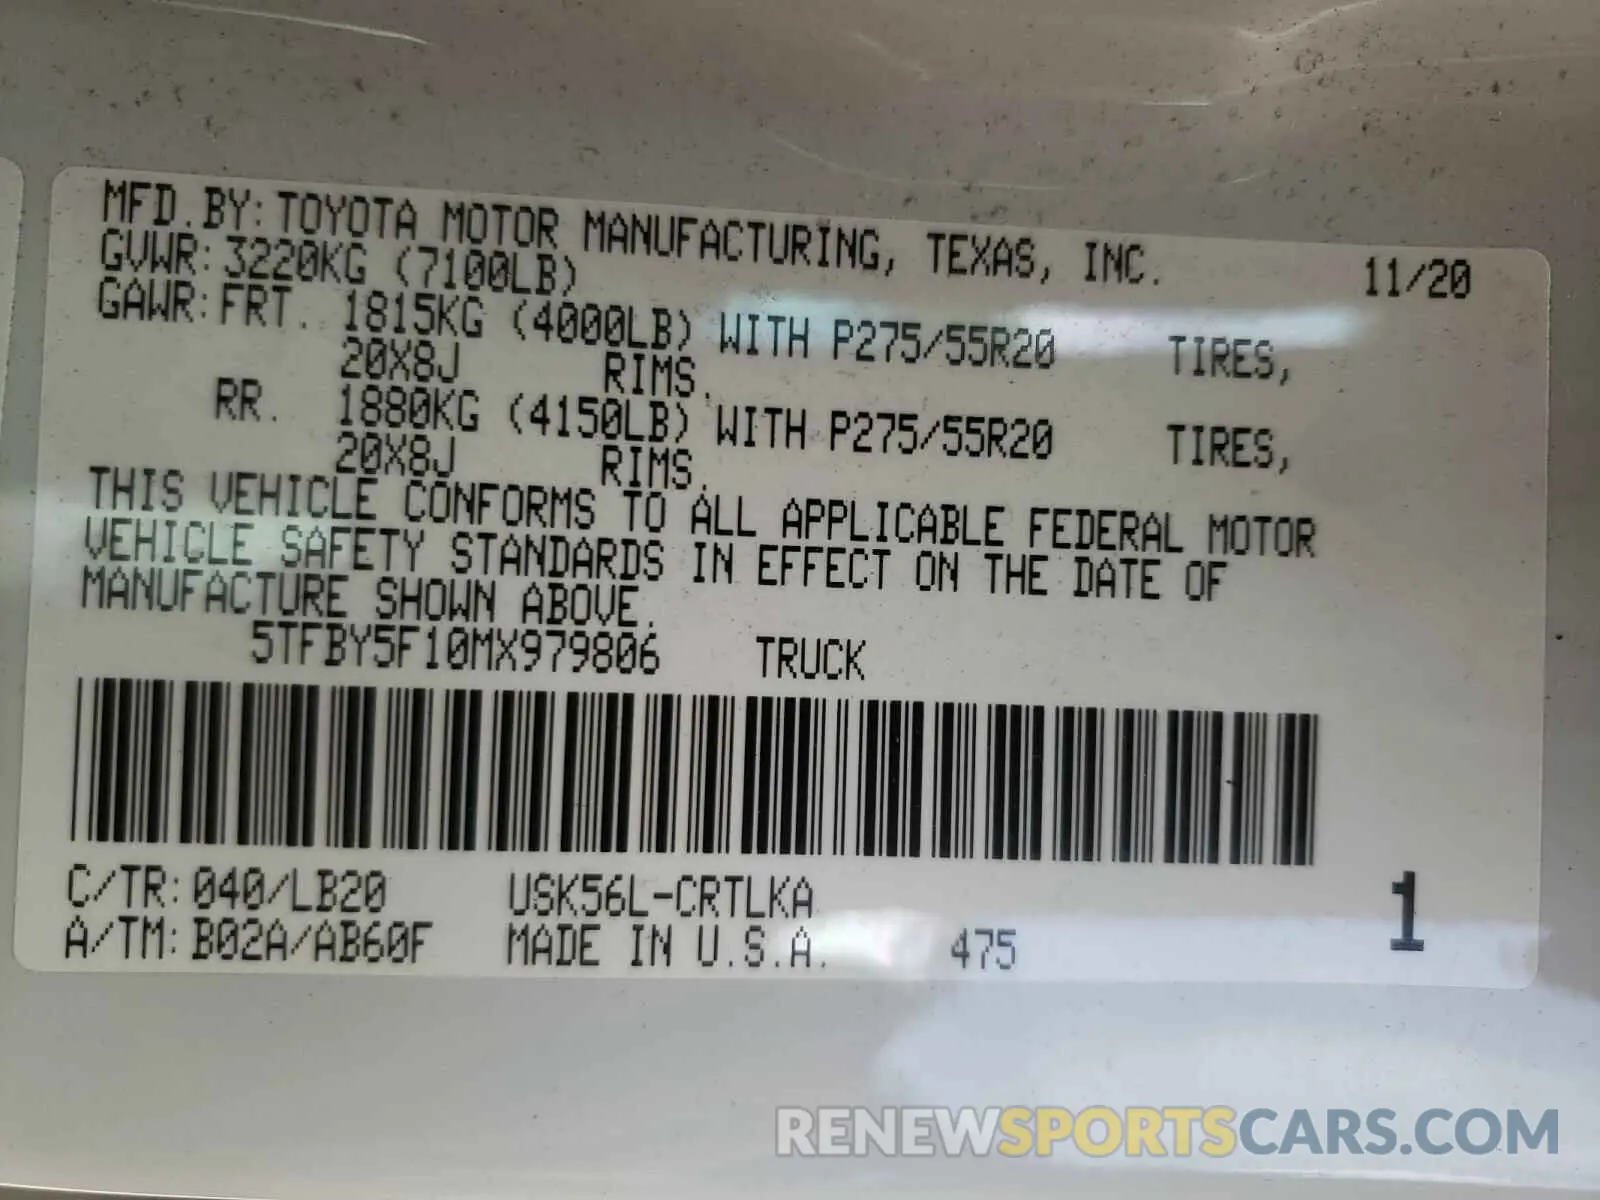 MFD.BY:TOYOTA MOTOR MANUFACTURING, TEXAS, INC. 11/20
GVWR:3220KG (7100LB)
GAWR:FRT. 1815KG (4000LB) WITH P275/55R20 TIRES,
20X8J RIMS.
RR. 1880KG (4150LB) WITH P275/55R20 TIRES,
20X8J RIMS.
THIS VEHICLE CONFORMS TO ALL APPLICABLE FEDERAL MOTOR
VEHICLE SAFETY STANDARDS IN EFFECT ON THE DATE OF
MANUFACTURE SHOWN ABOVE.
5TFBY5F10MX979806 TRUCK
C/TR:040/LB20 USK56L-CRTLKA 1
A/TM:B02A/AB60F MADE IN U.S.A. 475
RENEWSPORTSCARS.COM